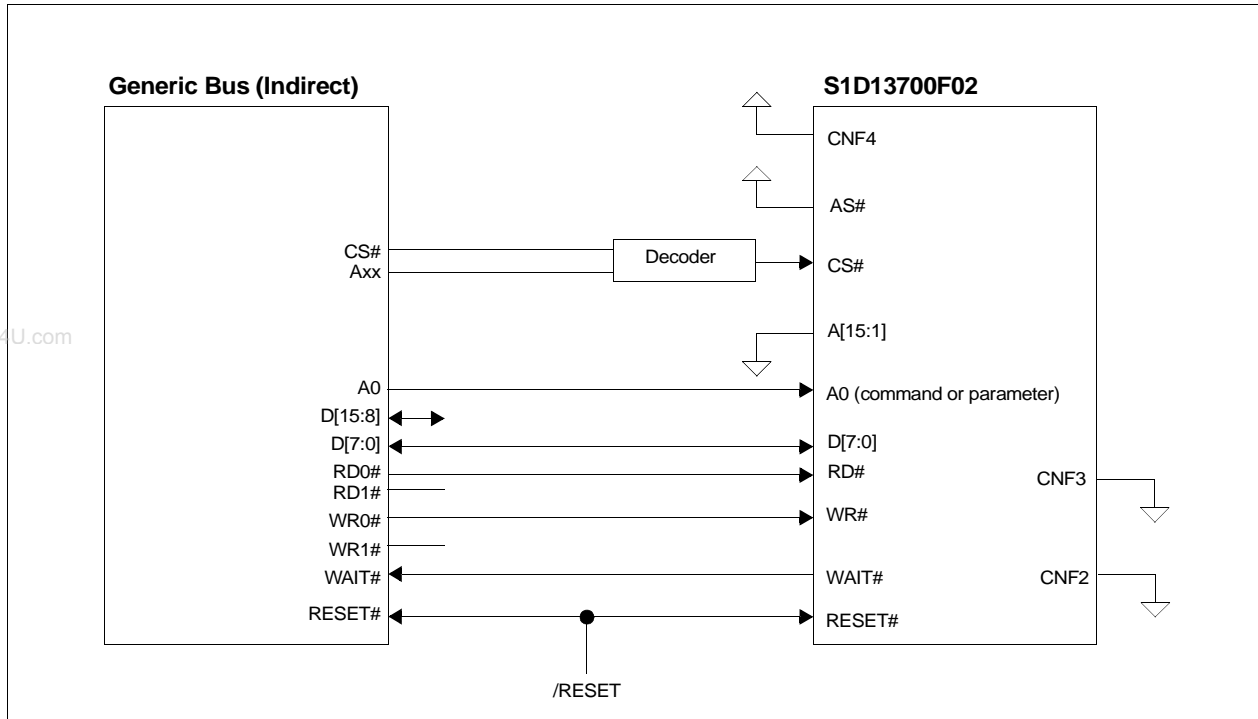 Generic Bus (Indirect)
S1D13700F02
CNF4
AS#
CS#
Axx
Decoder
CS#
4U.com
A[15:1]
A0
A0 (command or parameter)
D[15:8]
D[7:0]
D[7:0]
RD0#
RD#
RD1#
CNF3
WR0#
WR#
WR1#
WAIT#
WAIT#
CNF2
RESET#
RESET#
/RESET